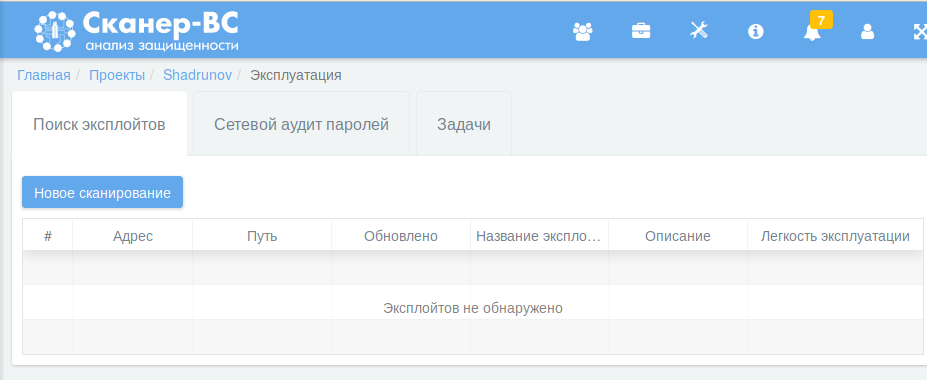 Сканер-ВС
анализ защищенности
7
Главная / Проекты / Shadrunov / Эксплуатация
Поиск эксплойтов Сетевой аудит паролей Задачи
Новое сканирование
# Адрес Путь Обновлено Название экспло... Описание Легкость эксплуатации
Эксплойтов не обнаружено